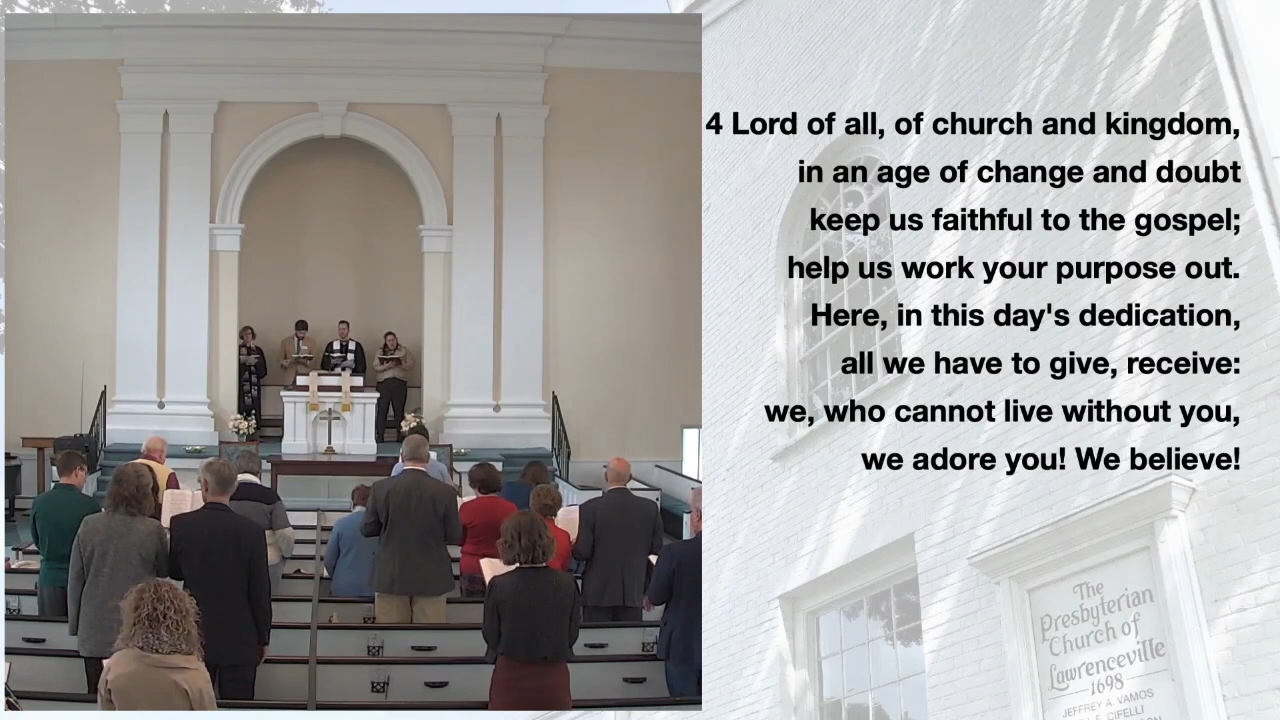 4 Lord of all, of church and kingdom,
in an age of change and doubt
keep us faithful to the gospel;
help us work your purpose out.
Here, in this day's dedication,
all we have to give, receive:
we, who cannot live without you,
we adore you! We believe!
The
Presbyterian
Church of
Lawrenceville
1698
JEFFREY A. VAMOS
CIFELLI